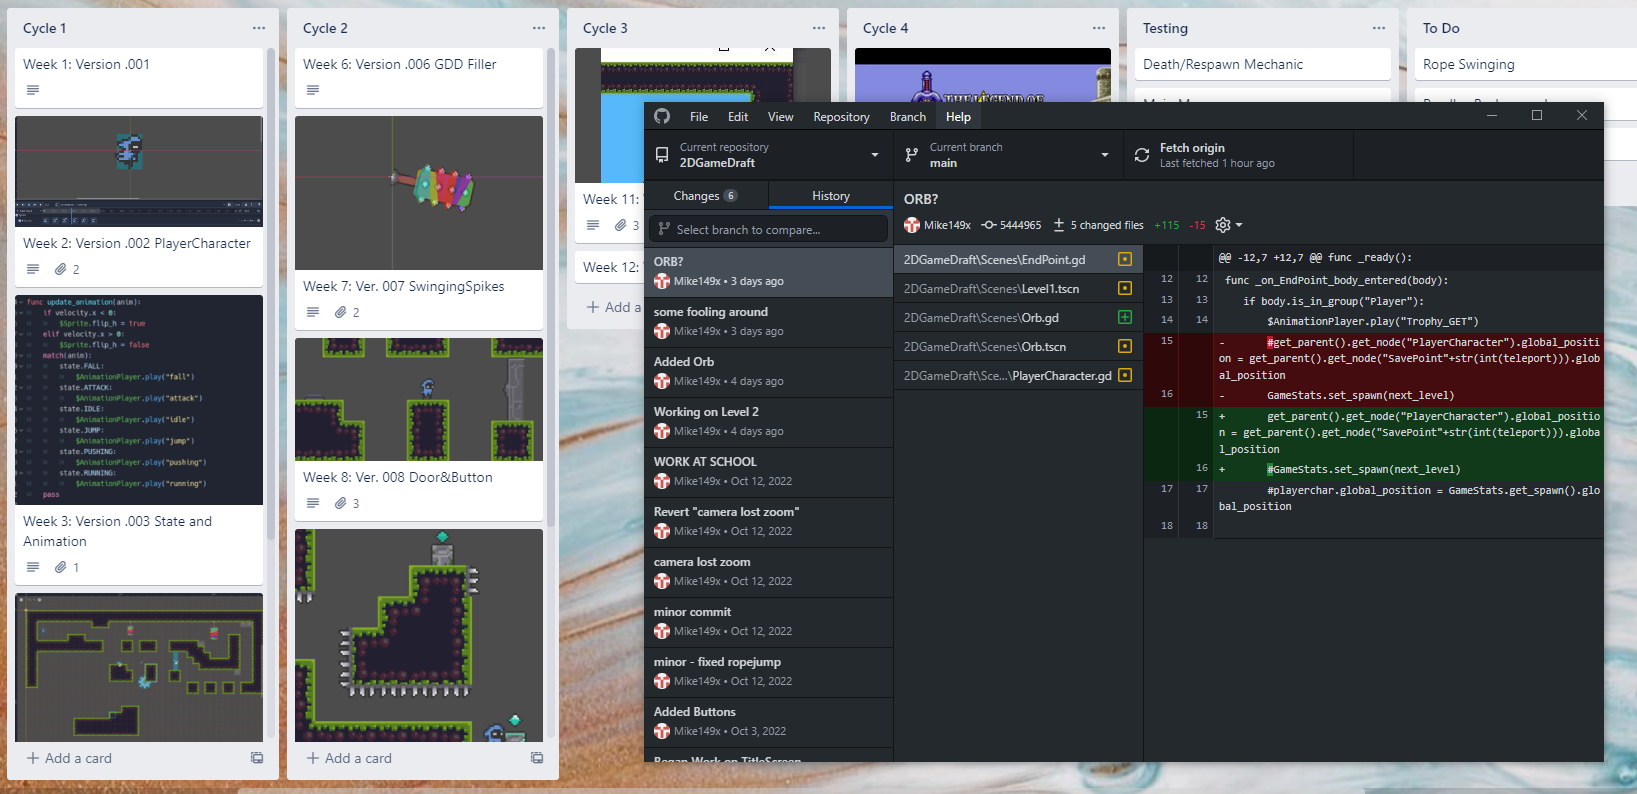 Cycle 1
Week 1: Version .001
Week 2: Version .002 PlayerCharacter
2
func update_animation(anim):
if velocity.x < 0:
$Sprite.flip_h = true
elif velocity.x > 0:
$Sprite.flip_h = false
match(anim):
state.FALL:
$AnimationPlayer.play("fall")
state.ATTACK:
$AnimationPlayer.play("attack")
state.IDLE:
$AnimationPlayer.play("idle")
state.JUMP:
$AnimationPlayer.play("jump")
state.PUSHING:
$AnimationPlayer.play("pushing")
state.RUNNING:
$AnimationPlayer.play("running")
pass
Week 3: Version .003 State and
Animation
1
Add a card
Cycle 2
Week 6: Version .006 GDD Filler
Week 7: Ver. 007 SwingingSpikes
2
Week 8: Ver. 008 Door&Button
3
Add a card
Cycle 3
Week 11:
3
Week 12:
Add a
Cycle 4
THE LEGEND OF
Testing
Death/Respawn Mechanic
To Do
Rope Swinging
File Edit View Repository Branch Help
Current repository
2DGameDraft
Current branch
main
Fetch origin
Last fetched 1 hour ago
Changes 6
History
Select branch to compare...
ORB?
Mike149x • 3 days ago
some fooling around
Mike149x • 3 days ago
Added Orb
Mike149x • 4 days ago
Working on Level 2
Mike149x • 4 days ago
WORK AT SCHOOL
Mike149x • Oct 12, 2022
Revert "camera lost zoom"
Mike149x • Oct 12, 2022
camera lost zoom
Mike149x • Oct 12, 2022
minor commit
Mike149x • Oct 12, 2022
minor - fixed ropejump
Mike149x • Oct 12, 2022
Added Buttons
Mike149x • Oct 3, 2022
Began Work on TitleScreen
ORB?
Mike149x 5444965 5 changed files +115 -15
2DGameDraft\Scenes\EndPoint.gd
2DGameDraft\Scenes\Level1.tscn
2DGameDraft\Scenes\Orb.gd
2DGameDraft\Scenes\Orb.tscn
2DGameDraft\Sce...\PlayerCharacter.gd
@@ -12,7 +12,7 @@ func _ready():
12 12 func _on_EndPoint_body_entered(body):
13 13 if body.is_in_group("Player"):
14 14 $AnimationPlayer.play("Trophy_GET")
15 - #get_parent().get_node("PlayerCharacter").global_positi
on = get_parent().get_node("SavePoint"+str(int(teleport))).glob
al_position
16 - GameStats.set_spawn(next_level)
15 + get_parent().get_node("PlayerCharacter").global_positio
n = get_parent().get_node("SavePoint"+str(int(teleport))).globa
l_position
16 + #GameStats.set_spawn(next_level)
17 17 #playerchar.global_position = GameStats.get_spawn().glo
bal_position
18 18